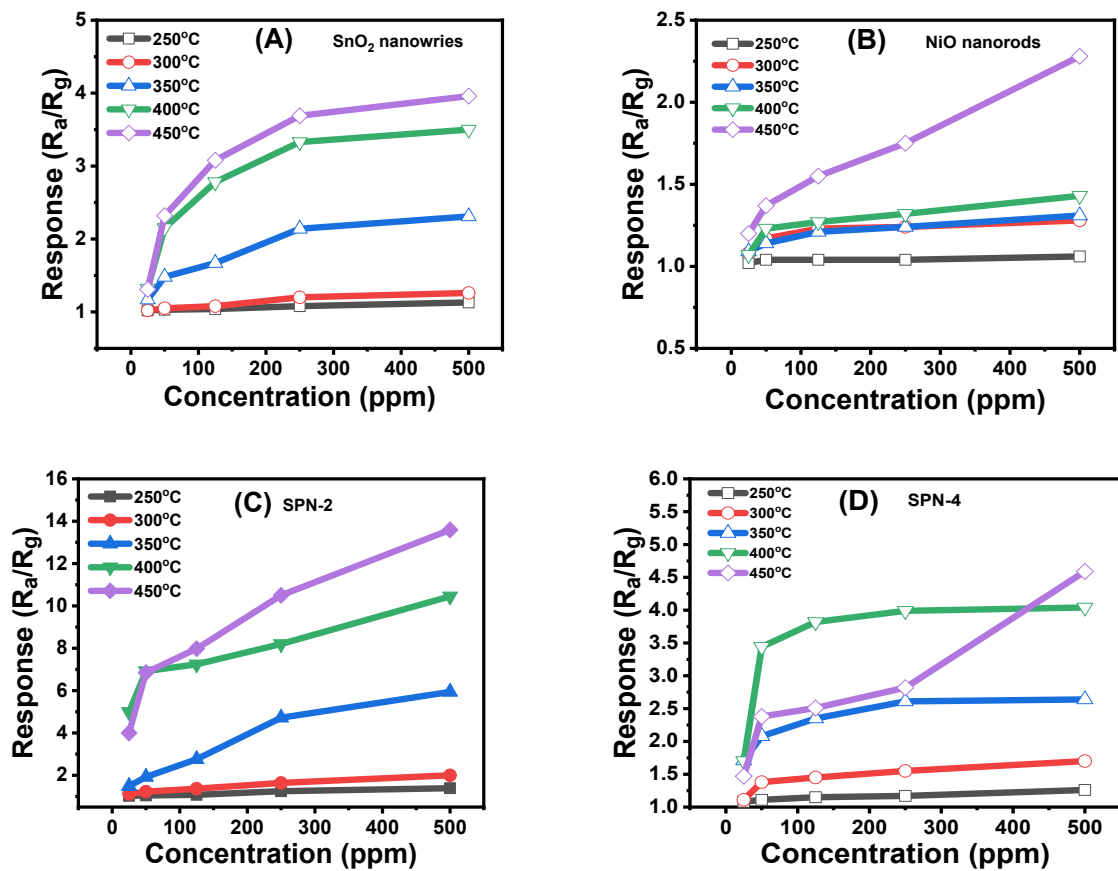 (A)
SnO2 nanowries
250°C
300°C
350°C
400°C
450°C
5
4
3
2
1
0 100 200 300 400 500
Response (Ra/Rg)
Concentration (ppm)
(B)
NiO nanorods
250°C
300°C
350°C
400°C
450°C
2.5
2.0
1.5
1.0
0.5
0 100 200 300 400 500
Response (Ra/Rg)
Concentration (ppm)
(C)
SPN-2
250°C
300°C
350°C
400°C
450°C
16
14
12
10
8
6
4
2
0 100 200 300 400 500
Response (Ra/Rg)
Concentration (ppm)
(D)
SPN-4
250°C
300°C
350°C
400°C
450°C
6.0
5.5
5.0
4.5
4.0
3.5
3.0
2.5
2.0
1.5
1.0
0 100 200 300 400 500
Response (Ra/Rg)
Concentration (ppm)